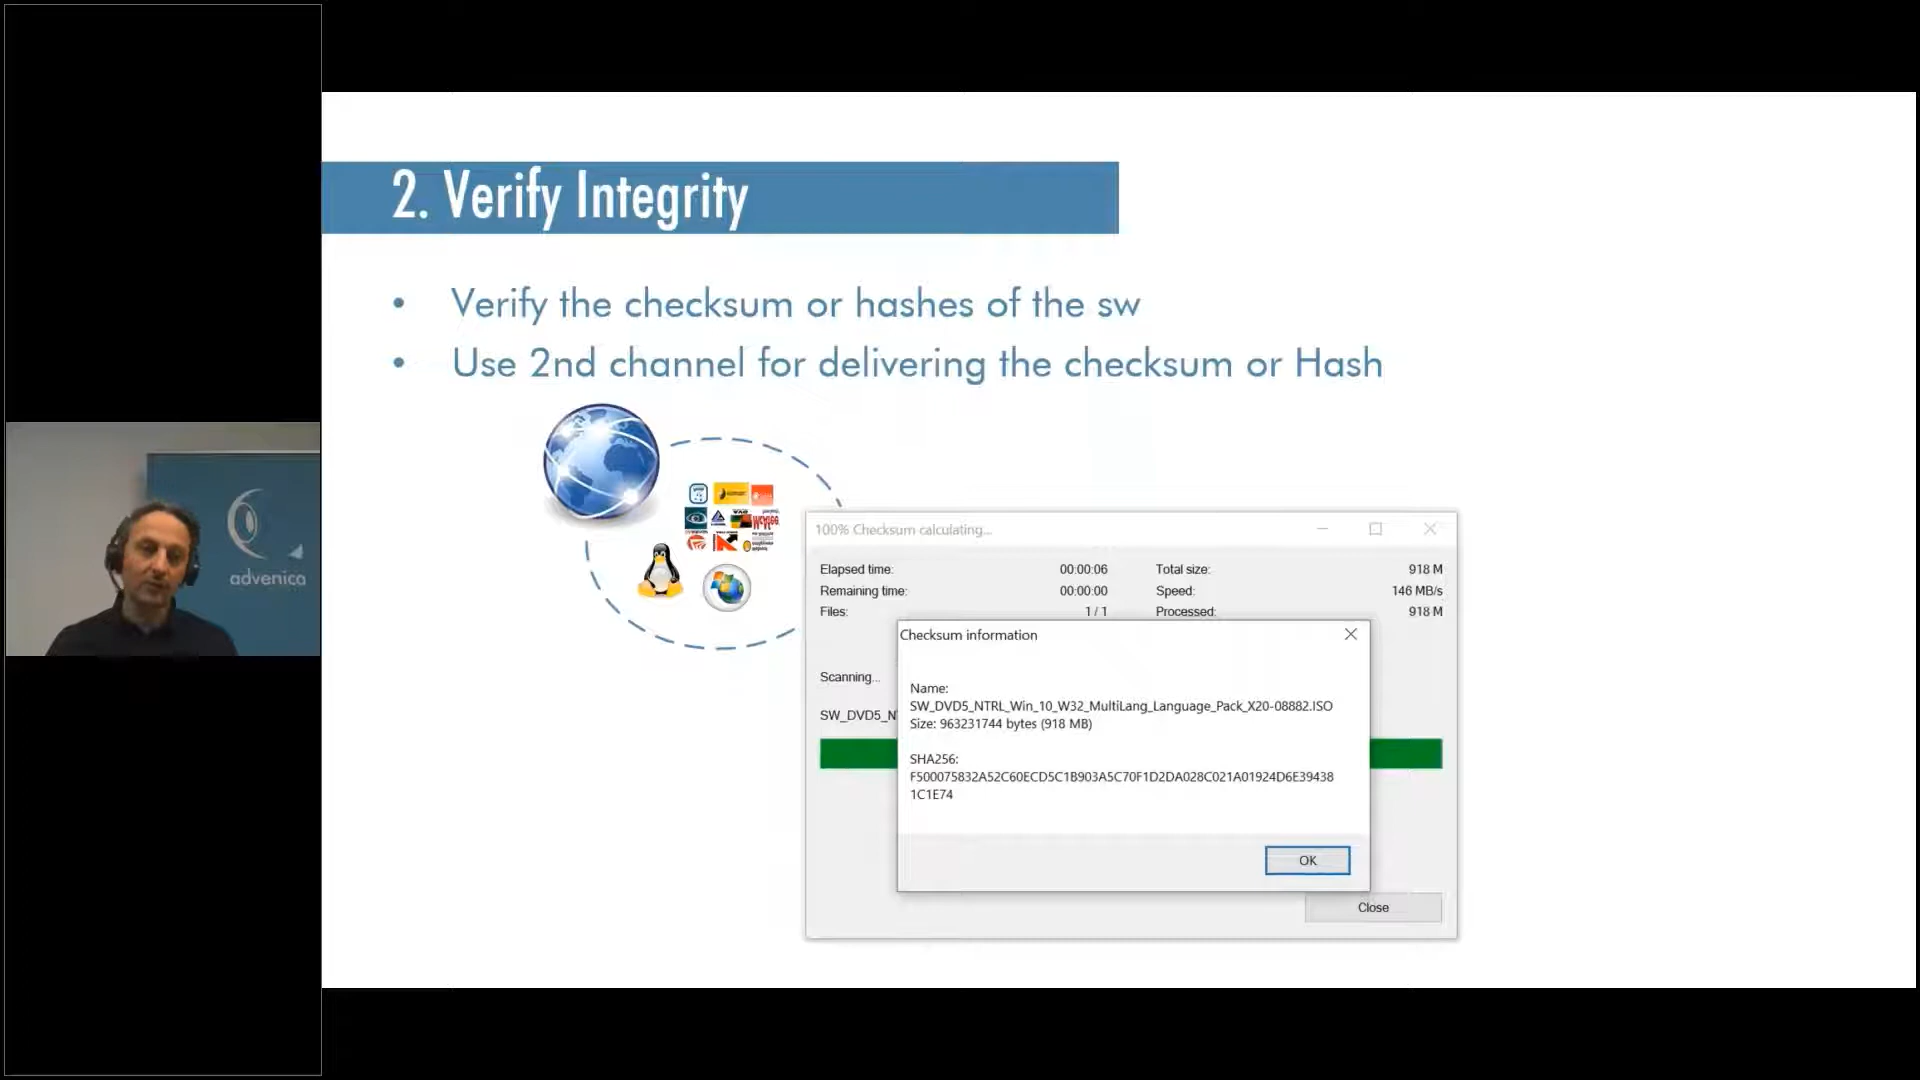 2. Verify Integrity
• Verify the checksum or hashes of the sw
• Use 2nd channel for delivering the checksum or Hash
advenica
100% Checksum calculating...
Elapsed time: 00:00:06 Total size: 918 M
Remaining time: 00:00:00 Speed: 146 MB/s
Files: 1 / 1 Processed: 918 M
Scanning...
SW_DVD5_N
Checksum information
Name:
SW_DVD5_NTRL_Win_10_W32_MultiLang_Language_Pack_X20-08882.ISO
Size: 963231744 bytes (918 MB)
SHA256:
F500075832A52C60ECD5C1B903A5C70F1D2DA028C021A01924D6E39438
1C1E74
OK
Close